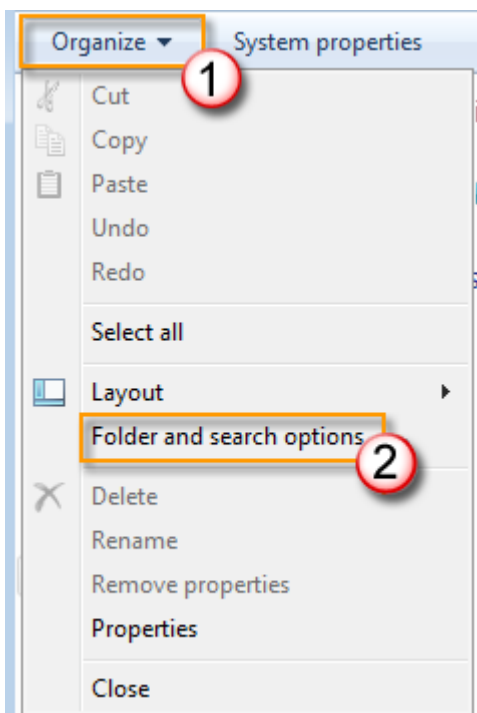 Organize System properties
1
Cut
Copy
Paste
Undo
Redo
Select all
Layout
Folder and search options
2
Delete
Rename
Remove properties
Properties
Close